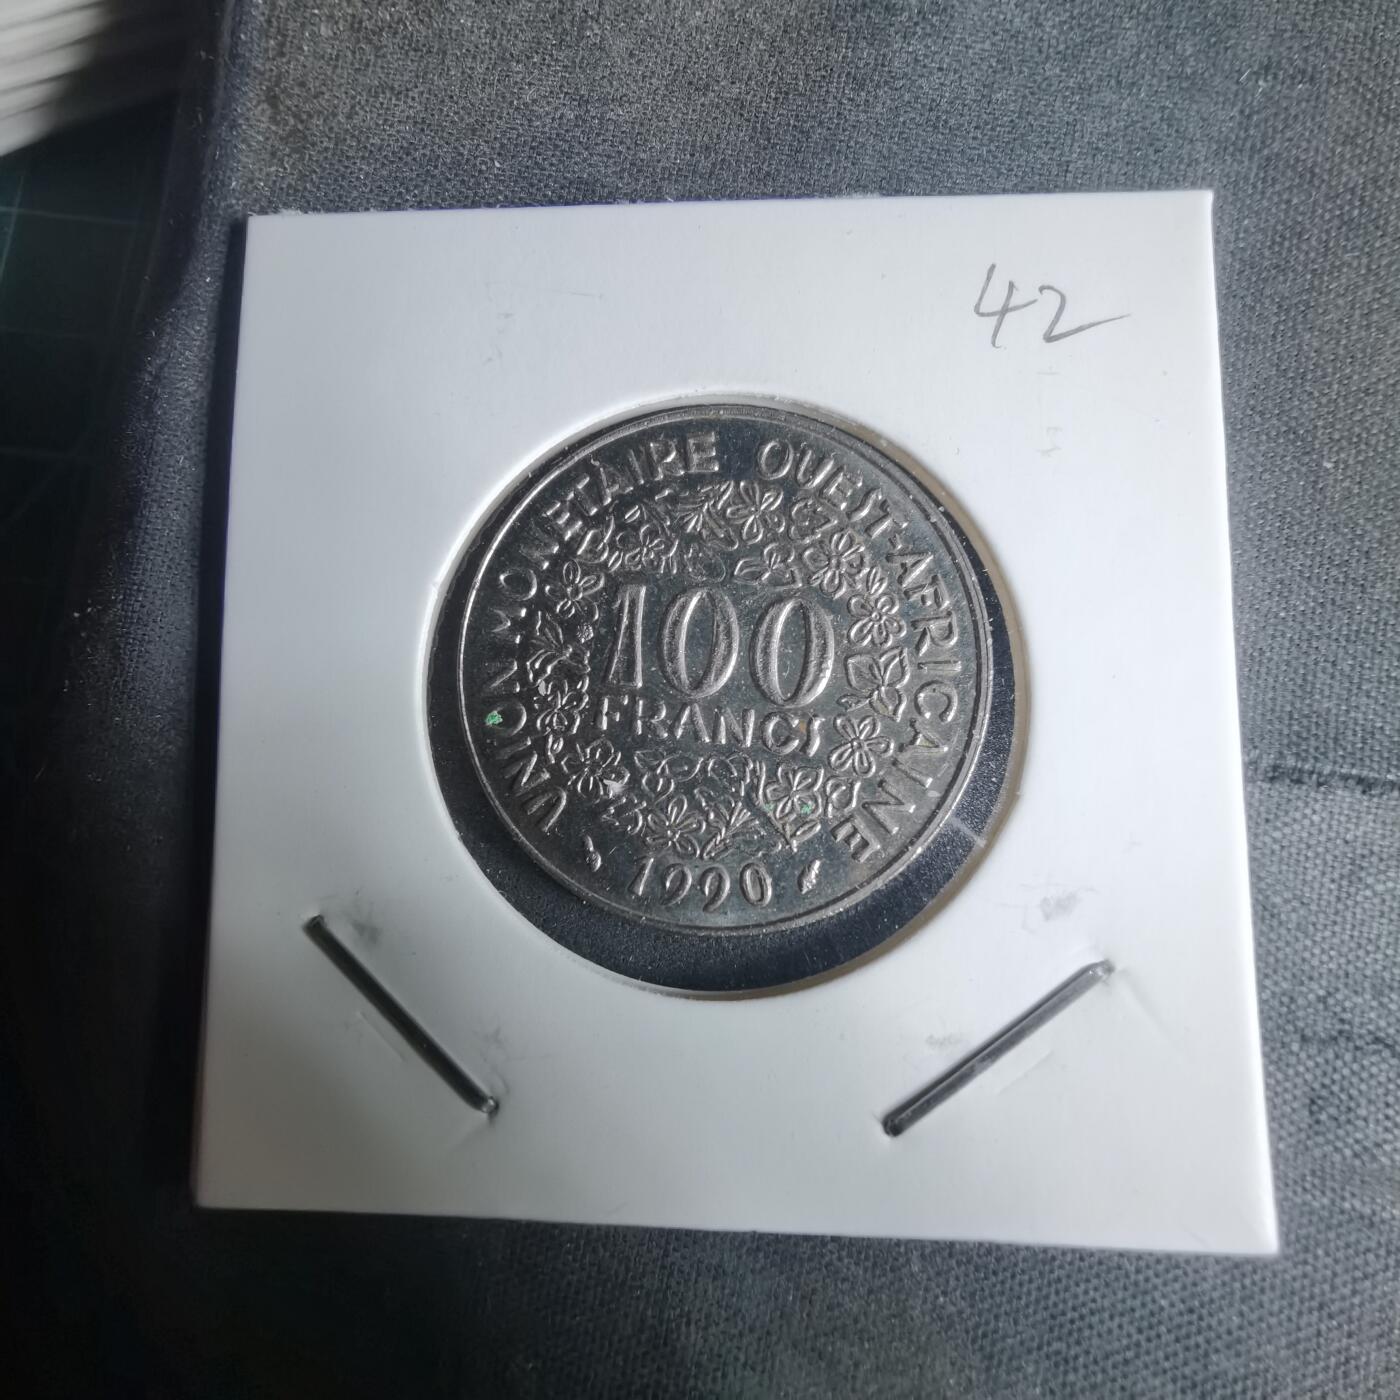 42
UNION MONETAIRE OUEST-AFRICAINE
100
FRANCS
1990